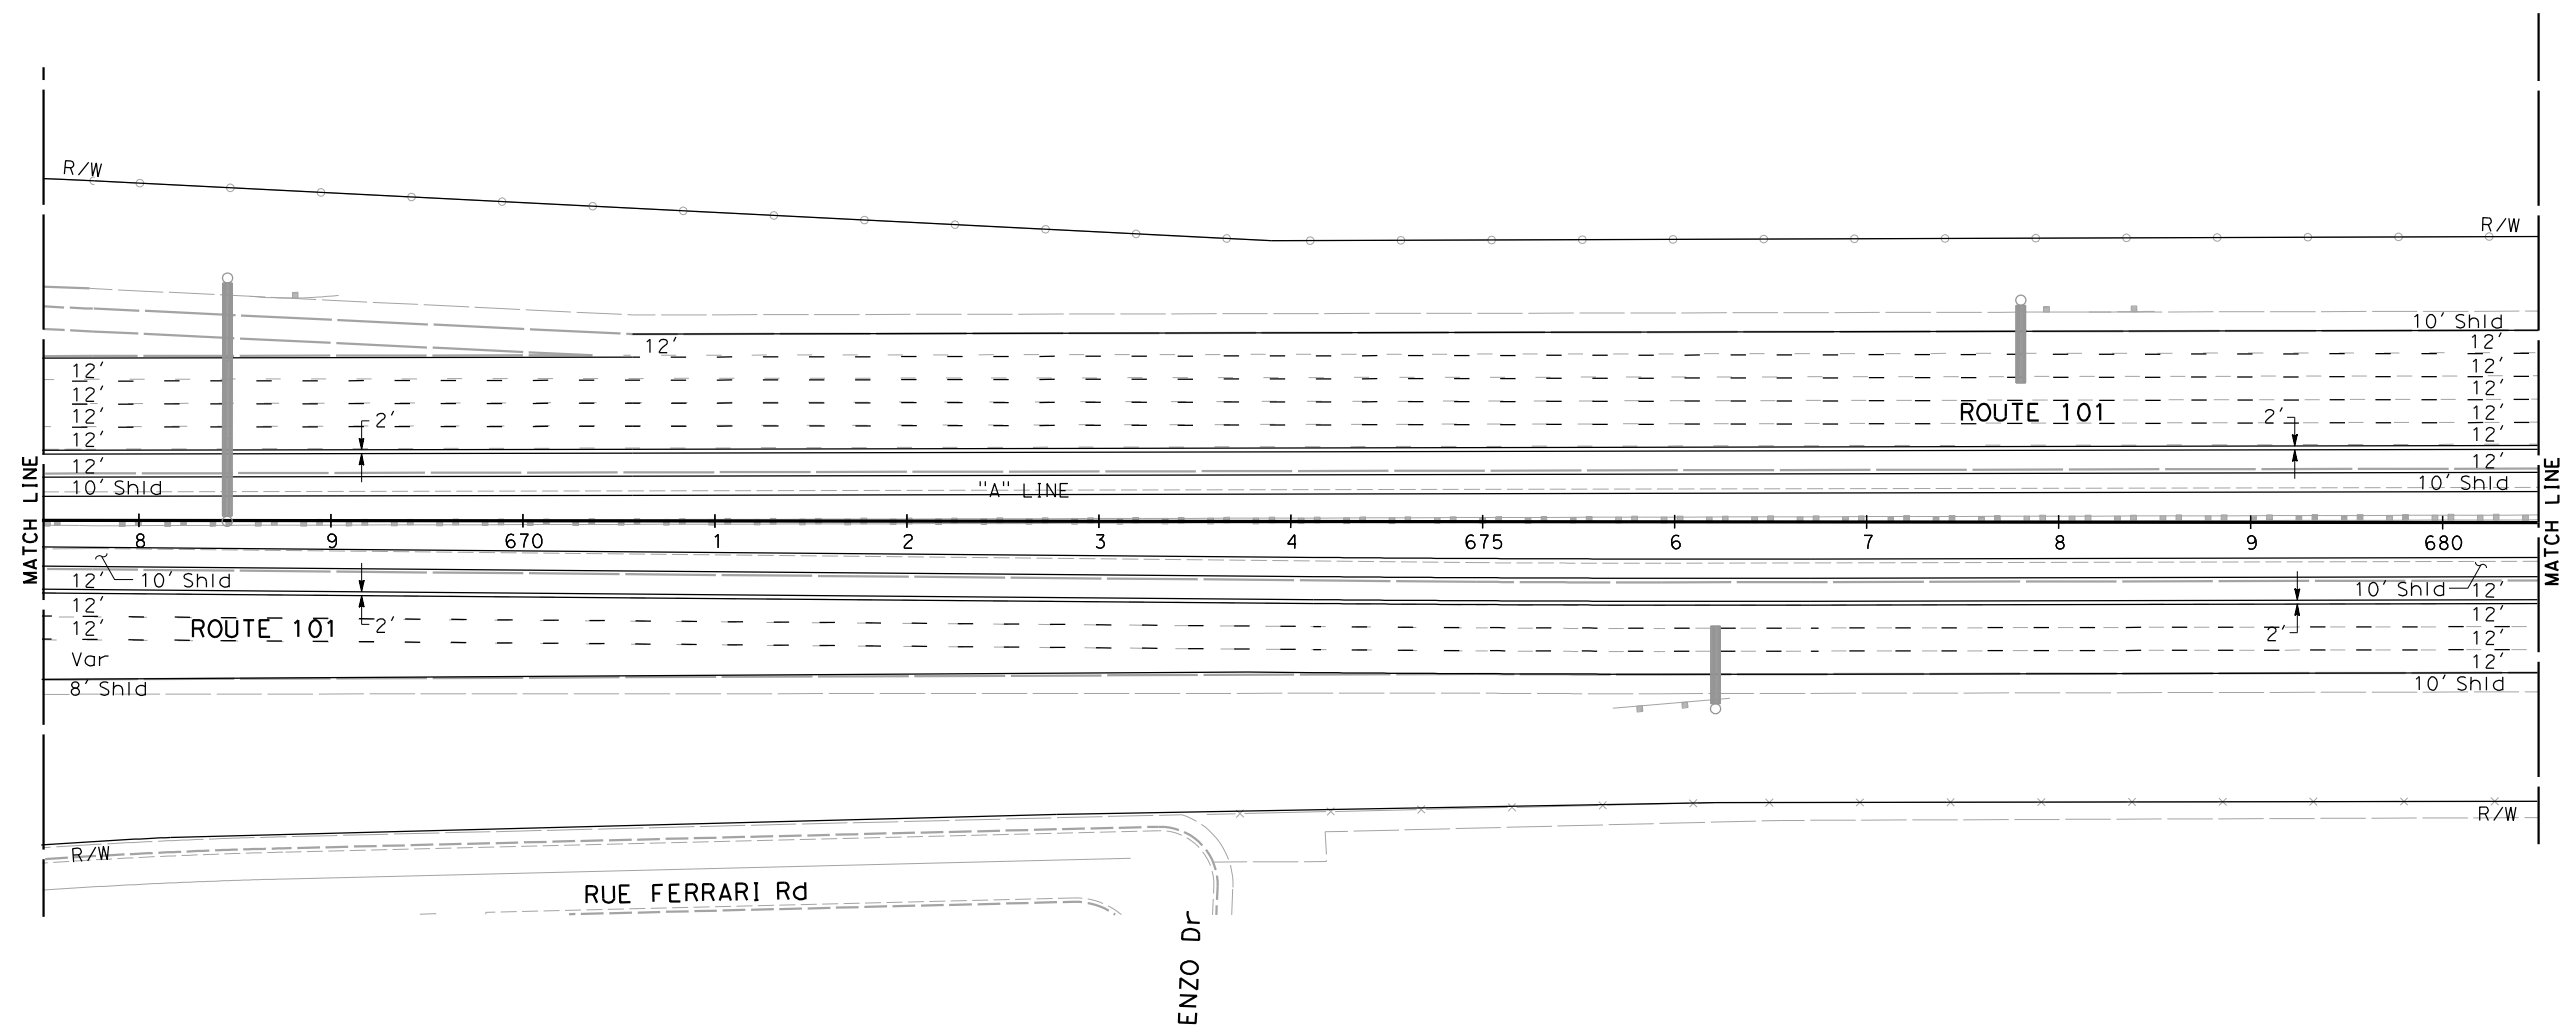 R/W
R/W
10' Shld
12'
12'
12'
12'
12'
12'
12'
12'
12'
12'
ROUTE 101
2'
2'
12'
12'
10' Shld
10' Shld
"A" LINE
MATCH LINE
MATCH LINE
8 9 670 1 2 3 4 675 6 7 8 9 680
12'
10' Shld
10' Shld
12'
12'
12'
12'
12'
ROUTE 101
2'
2'
Var
12'
8' Shld
10' Shld
R/W
R/W
RUE FERRARI Rd
ENZO Dr